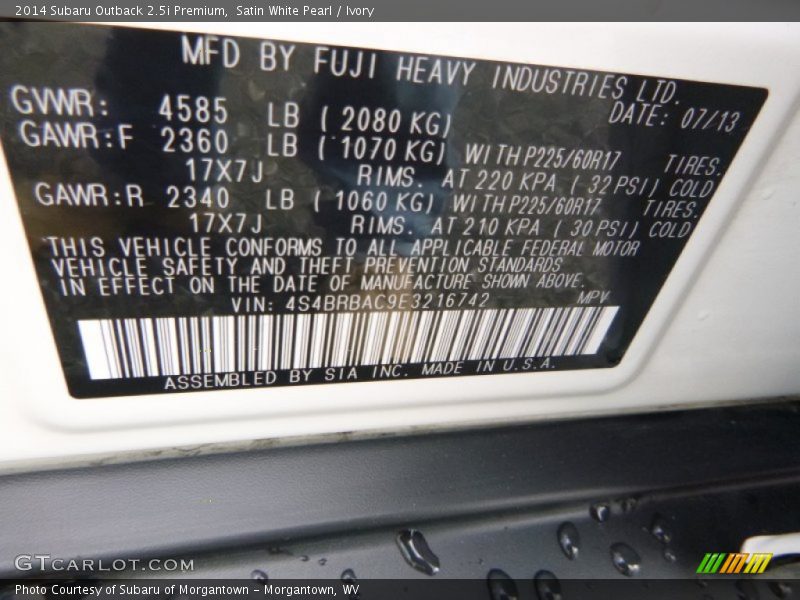 2014 Subaru Outback 2.5i Premium,  Satin White Pearl / Ivory
MFD BY FUJI HEAVY INDUSTRIES LTD.
DATE: 07/13
GVWR: 4585 LB ( 2080 KG)
GAWR:F 2360 LB ( 1070 KG) WITH P225/60R17 TIRES.
17X7J RIMS. AT 220 KPA ( 32 PSI) COLD
GAWR:R 2340 LB ( 1060 KG) WITH P225/60R17 TIRES.
17X7J RIMS. AT 210 KPA ( 30 PSI) COLD
THIS VEHICLE CONFORMS TO ALL APPLICABLE FEDERAL MOTOR
VEHICLE SAFETY AND THEFT PREVENTION STANDARDS
IN EFFECT ON THE DATE OF MANUFACTURE SHOWN ABOVE.
VIN: 4S4BRBAC9E3216742 MPV
ASSEMBLED BY SIA INC. MADE IN U.S.A.
GTCARLOT.COM
Photo Courtesy of Subaru of Morgantown - Morgantown, WV